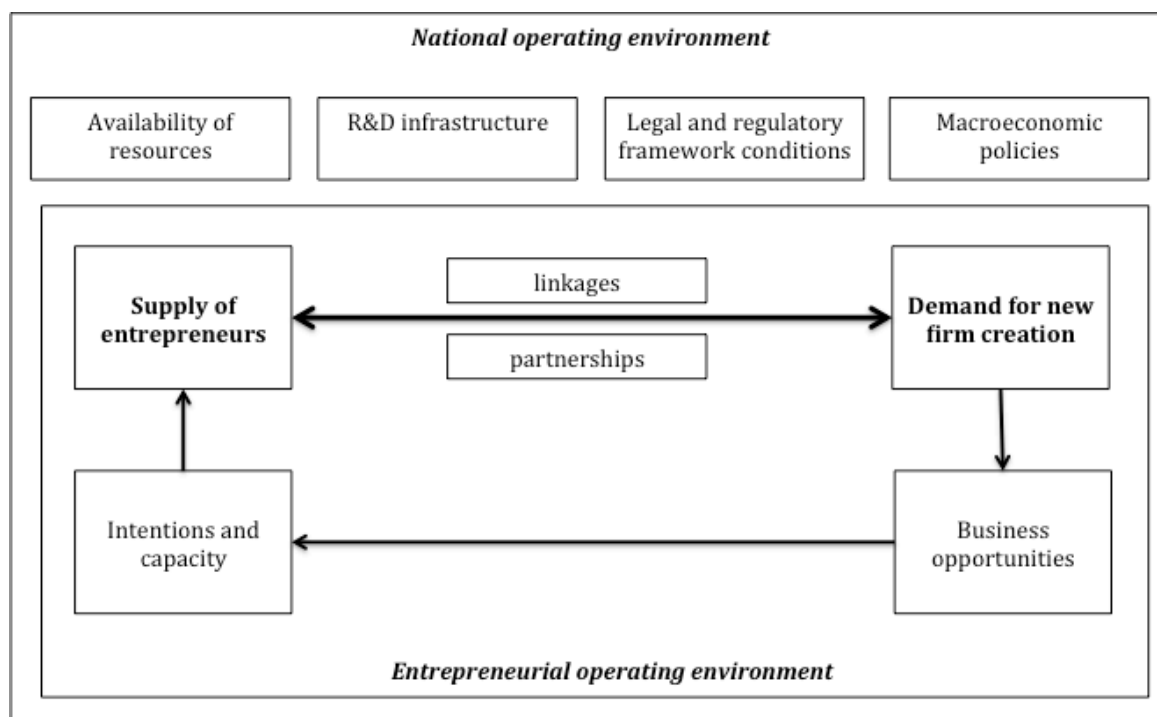 National operating environment
Availability of
resources
R&D infrastructure
Legal and regulatory
framework conditions
Macroeconomic
policies
Supply of
entrepreneurs
linkages
partnerships
Demand for new
firm creation
Intentions and
capacity
Business
opportunities
Entrepreneurial operating environment